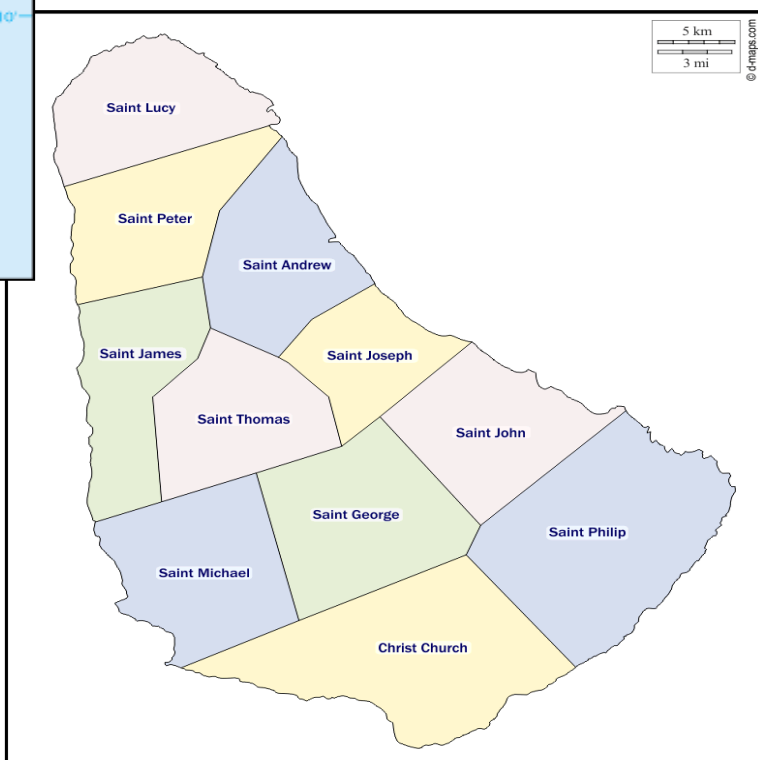 10'
5 km
3 mi
© d-maps.com
Saint Lucy
Saint Peter
Saint Andrew
Saint James
Saint Joseph
Saint Thomas
Saint John
Saint George
Saint Philip
Saint Michael
Christ Church